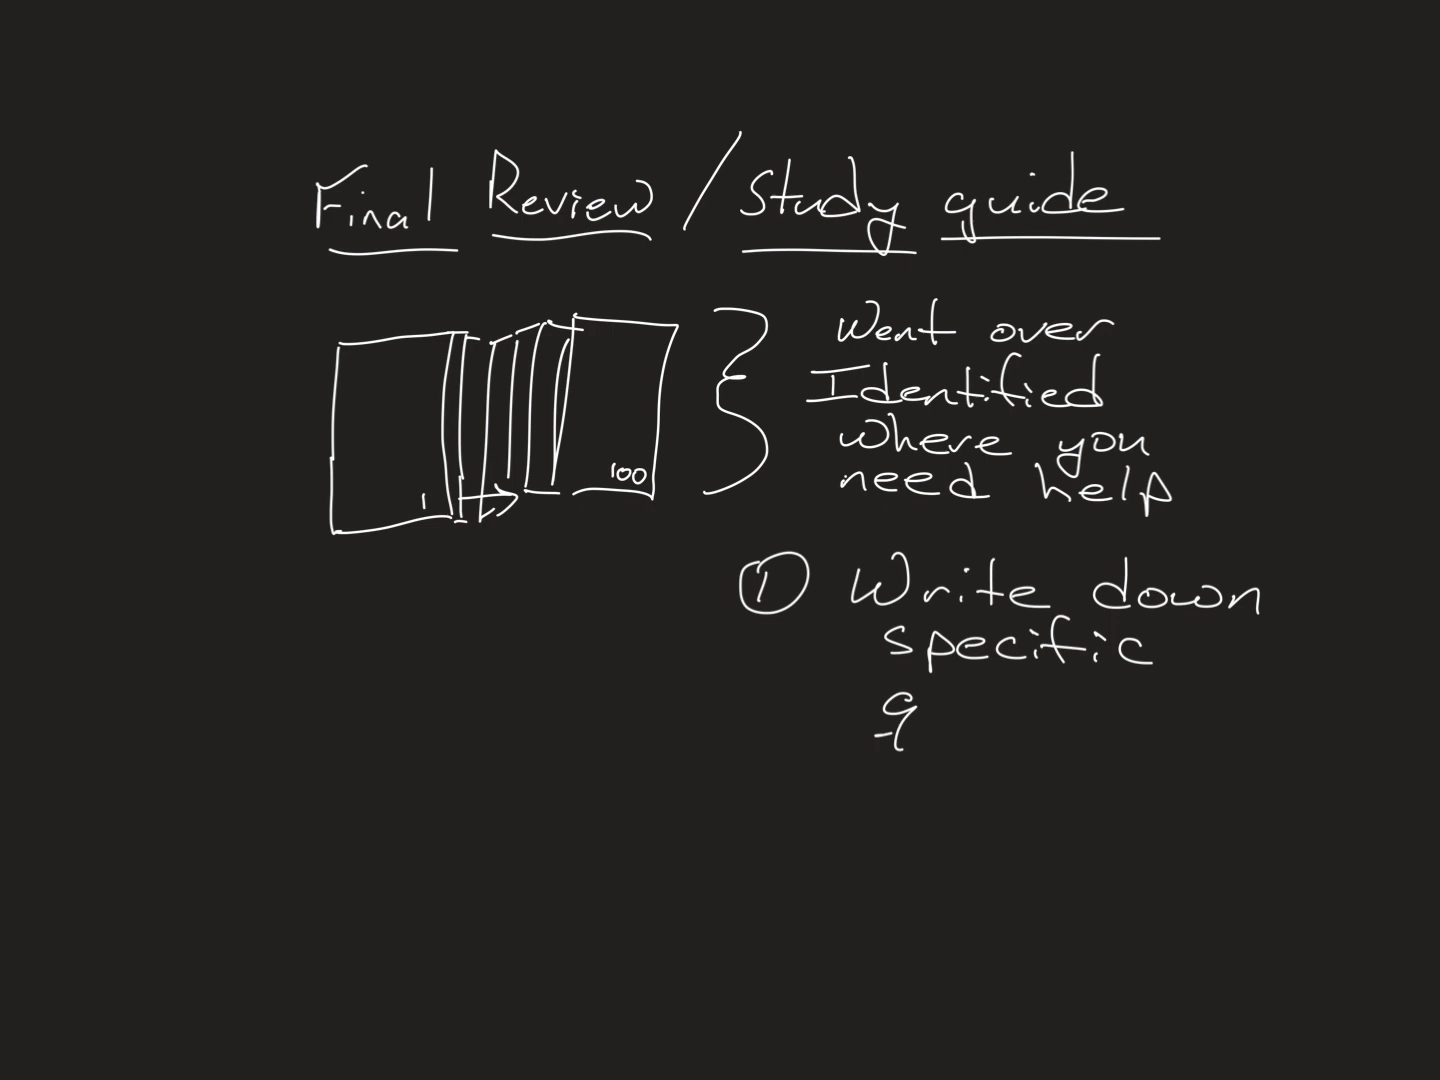 Final Review / Study guide
Went over
Identified
where you
need help
1
100
① Write down
specific
q